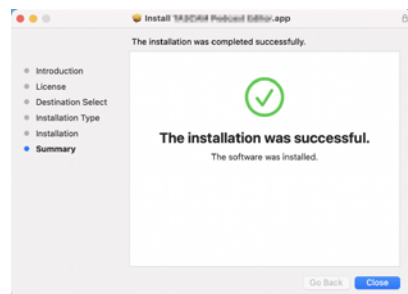 Install .app
The installation was completed successfully.
Introduction
License
Destination Select
Installation Type
Installation
Summary
The installation was successful.
The software was installed.
Go Back
Close